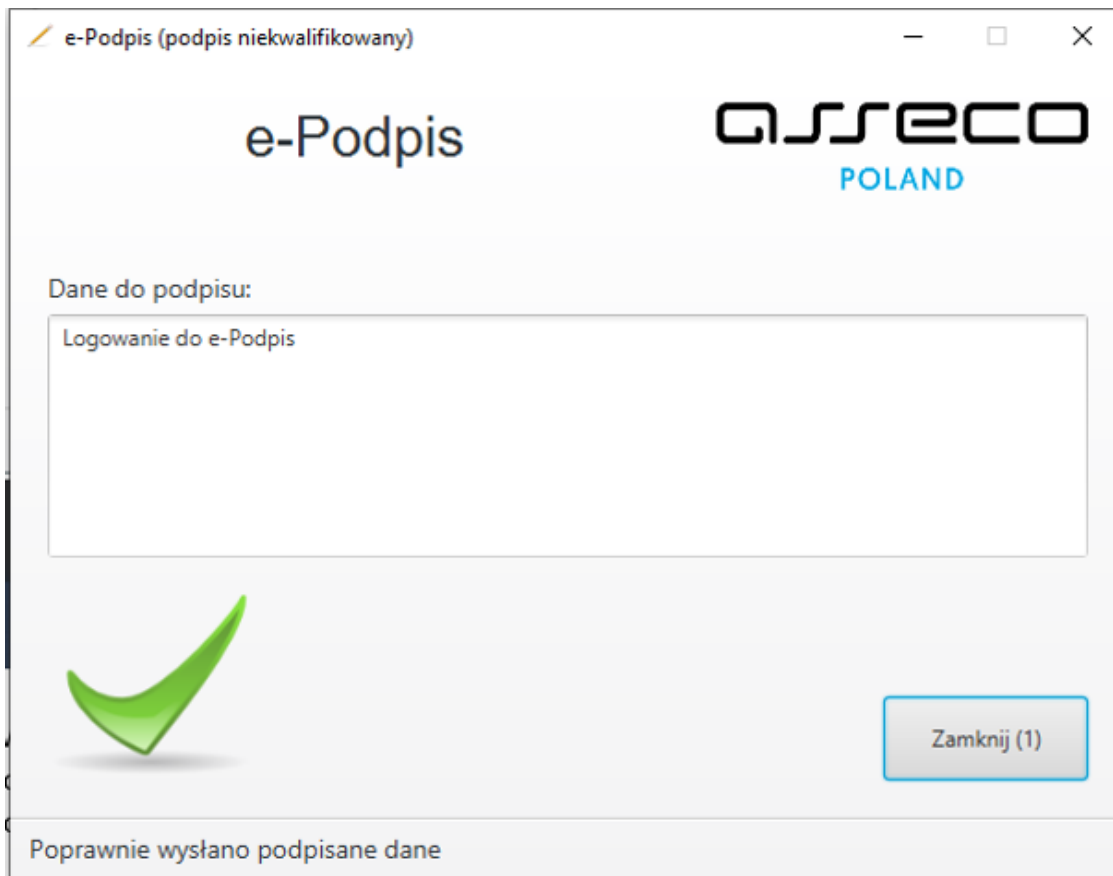 e-Podpis (podpis niekwalifikowany)
e-Podpis
asseco
POLAND
Dane do podpisu:
Logowanie do e-Podpis
Zamknij (1)
Poprawnie wysłano podpisane dane